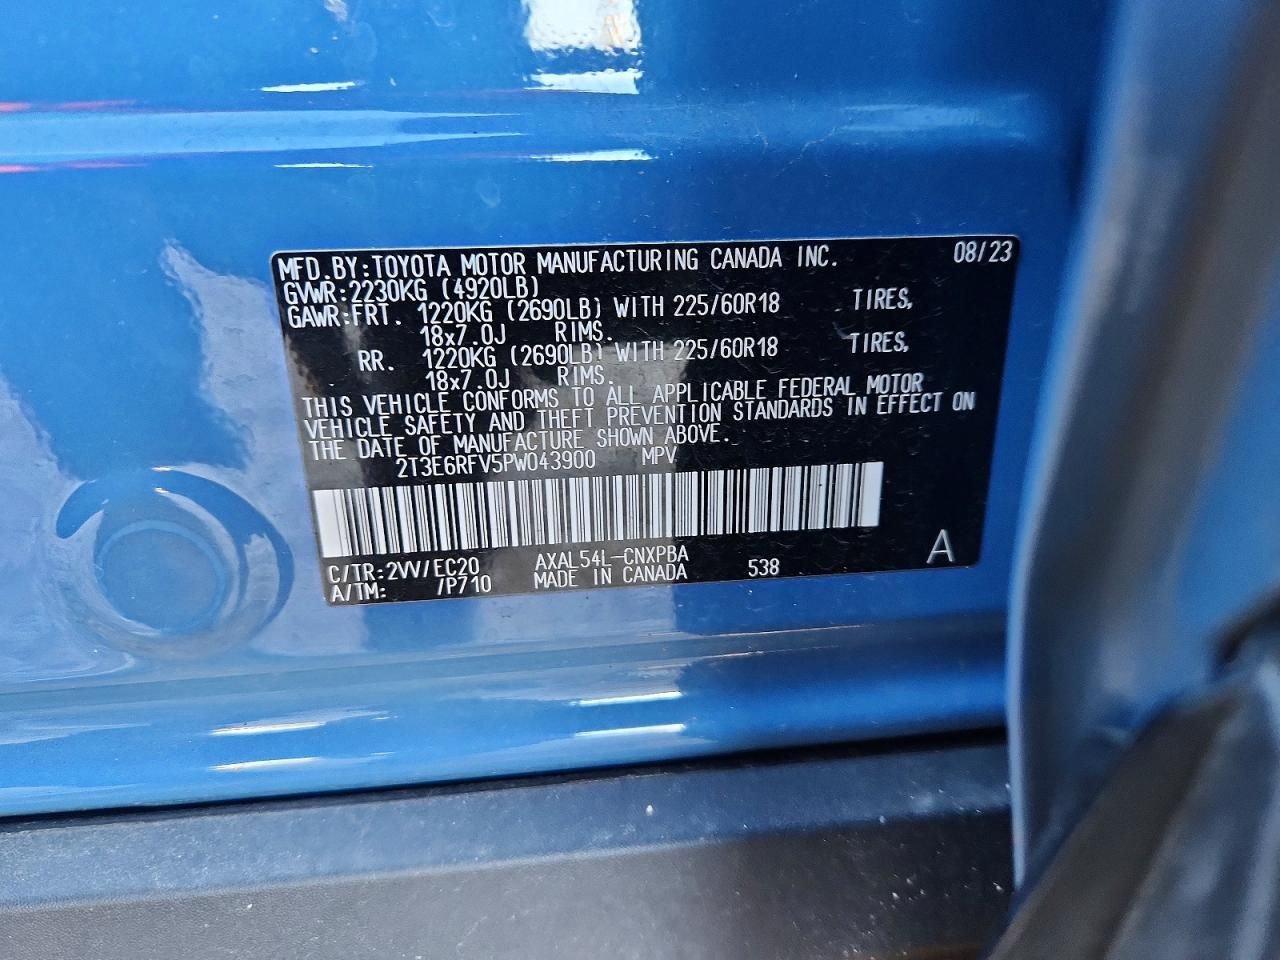 MFD.BY:TOYOTA MOTOR MANUFACTURING CANADA INC. 08/23
GVWR:2230KG (4920LB)
GAWR:FRT. 1220KG (2690LB) WITH 225/60R18 TIRES,
18x7.0J RIMS.
RR. 1220KG (2690LB) WITH 225/60R18 TIRES,
18x7.0J RIMS.
THIS VEHICLE CONFORMS TO ALL APPLICABLE FEDERAL MOTOR
VEHICLE SAFETY AND THEFT PREVENTION STANDARDS IN EFFECT ON
THE DATE OF MANUFACTURE SHOWN ABOVE.
2T3E6RFV5PW043900 MPV
C/TR:2VV/EC20 AXAL54L-CNXPBA 538 A
A/TM: /P710 MADE IN CANADA